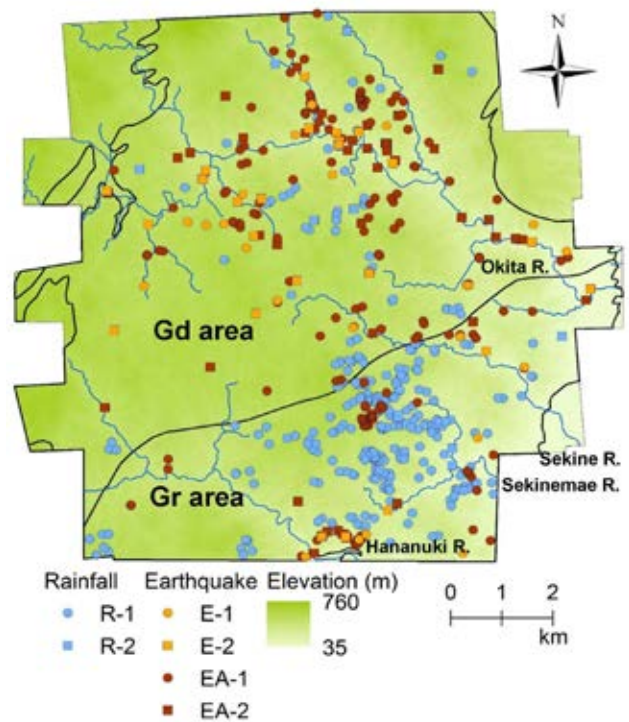 N
Okita R.
Gd area
Sekine R.
Sekinemae R.
Gr area
Hananuki R.
Rainfall Earthquake Elevation (m)
R-1 E-1 760
R-2 E-2 35
EA-1
EA-2
0 1 2
km